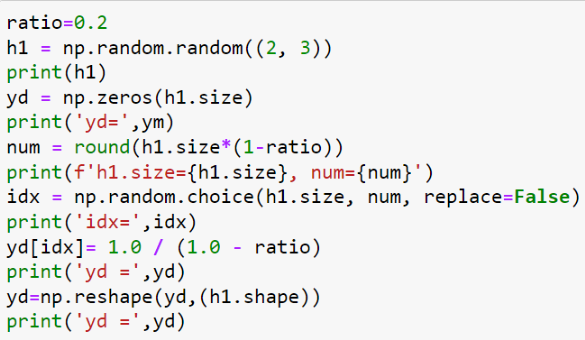 ratio=0.2
h1 = np.random.random((2, 3))
print(h1)
yd = np.zeros(h1.size)
print('yd=',ym)
num = round(h1.size*(1-ratio))
print(f'h1.size={h1.size}, num={num}')
idx = np.random.choice(h1.size, num, replace=False)
print('idx=',idx)
yd[idx]= 1.0 / (1.0 - ratio)
print('yd =',yd)
yd=np.reshape(yd,(h1.shape))
print('yd =',yd)